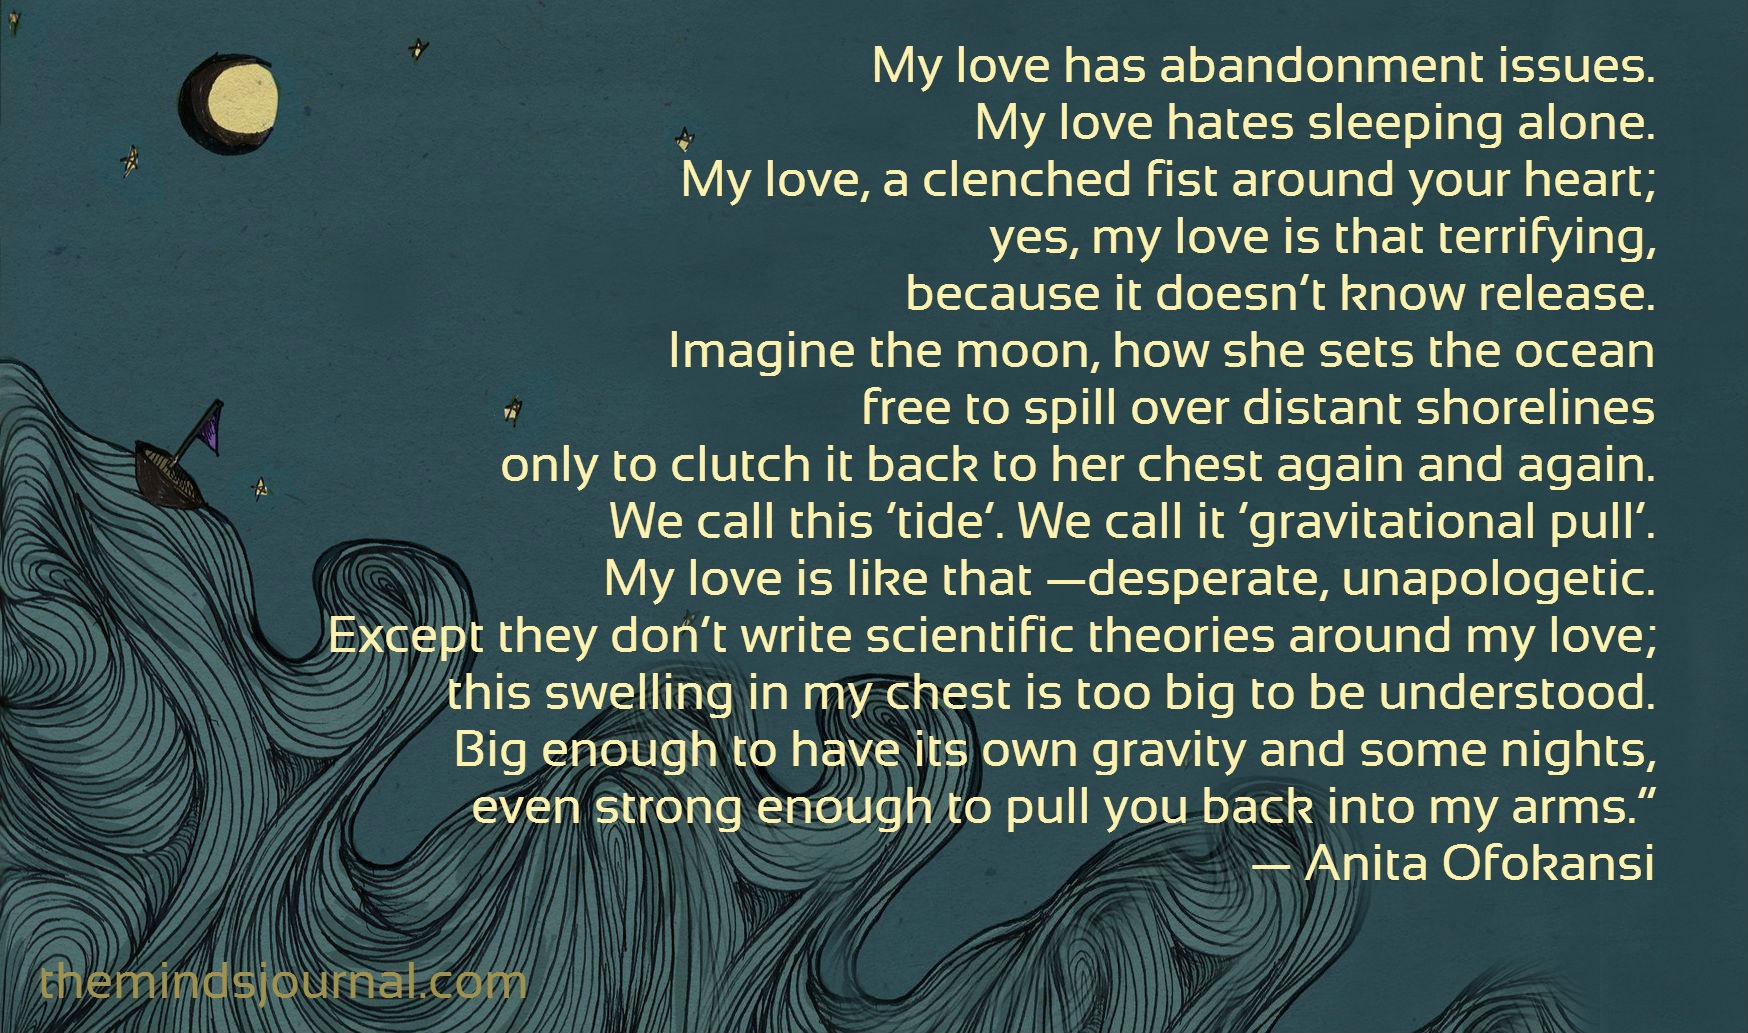 My love has abandonment issues.
My love hates sleeping alone.
My love, a clenched fist around your heart;
yes, my love is that terrifying,
because it doesn’t know release.
Imagine the moon, how she sets the ocean
free to spill over distant shorelines
only to clutch it back to her chest again and again.
We call this ‘tide‘. We call it ‘gravitational pull’.
My love is like that —desperate, unapologetic.
Except they don’t write scientific theories around my love;
this swelling in my chest is too big to be understood.
Big enough to have its own gravity and some nights,
even strong enough to pull you back into my arms.”
— Anita Ofokansi
themindsjournal.com